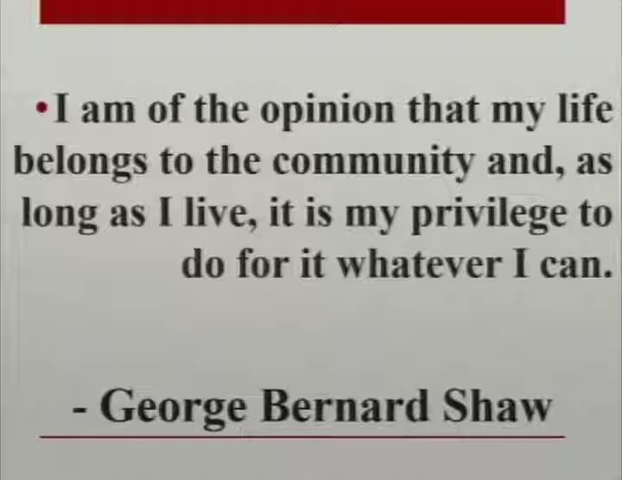 •I am of the opinion that my life
belongs to the community and, as
long as I live, it is my privilege to
do for it whatever I can.
- George Bernard Shaw